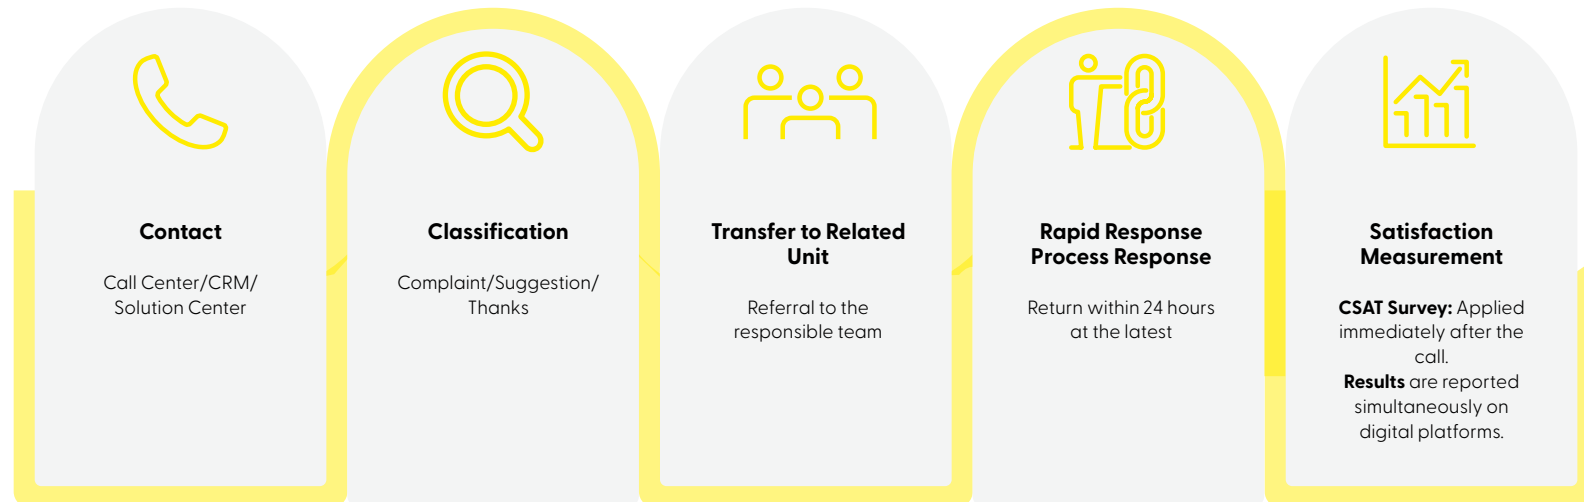 Contact
Call Center/CRM/
Solution Center
Classification
Complaint/Suggestion/
Thanks
Transfer to Related
Unit
Referral to the
responsible team
Rapid Response
Process Response
Return within 24 hours
at the latest
Satisfaction
Measurement
CSAT Survey: Applied
immediately after the
call.
Results are reported
simultaneously on
digital platforms.